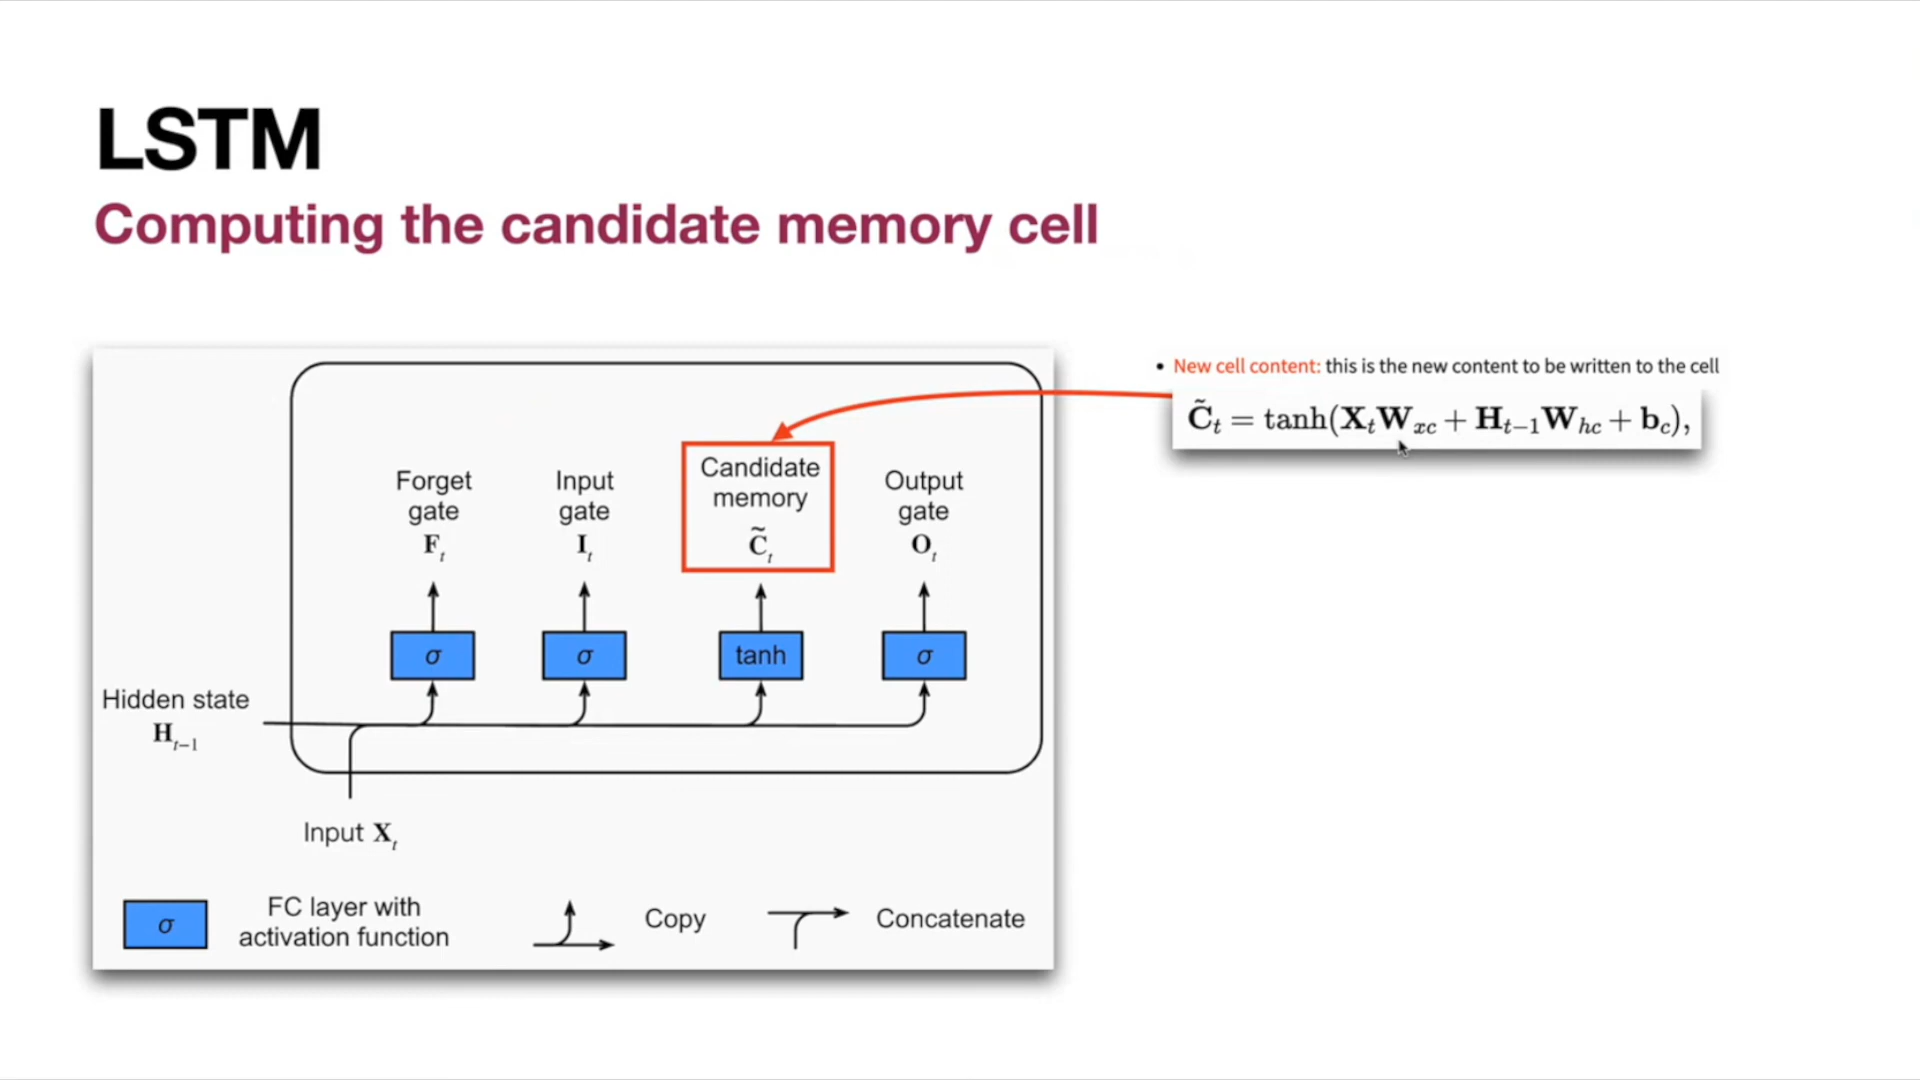 LSTM
Computing the candidate memory cell
• New cell content: this is the new content to be written to the cell
C̃ₜ = tanh(XₜW_xc + Hₜ₋₁W_hc + b_c),
Forget
gate
Fₜ
Input
gate
Iₜ
Candidate
memory
C̃ₜ
Output
gate
Oₜ
σ
σ
tanh
σ
Hidden state
Hₜ₋₁
Input Xₜ
σ
FC layer with
activation function
Copy
Concatenate